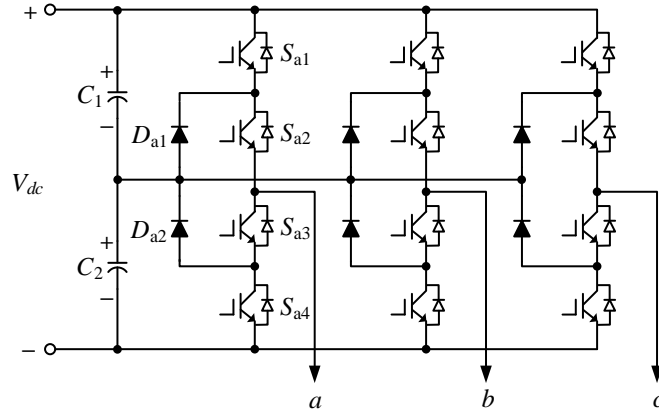 +
S_a1
+
C_1
−
D_a1
S_a2
V_dc
D_a2
S_a3
+
C_2
−
S_a4
−
a
b
c